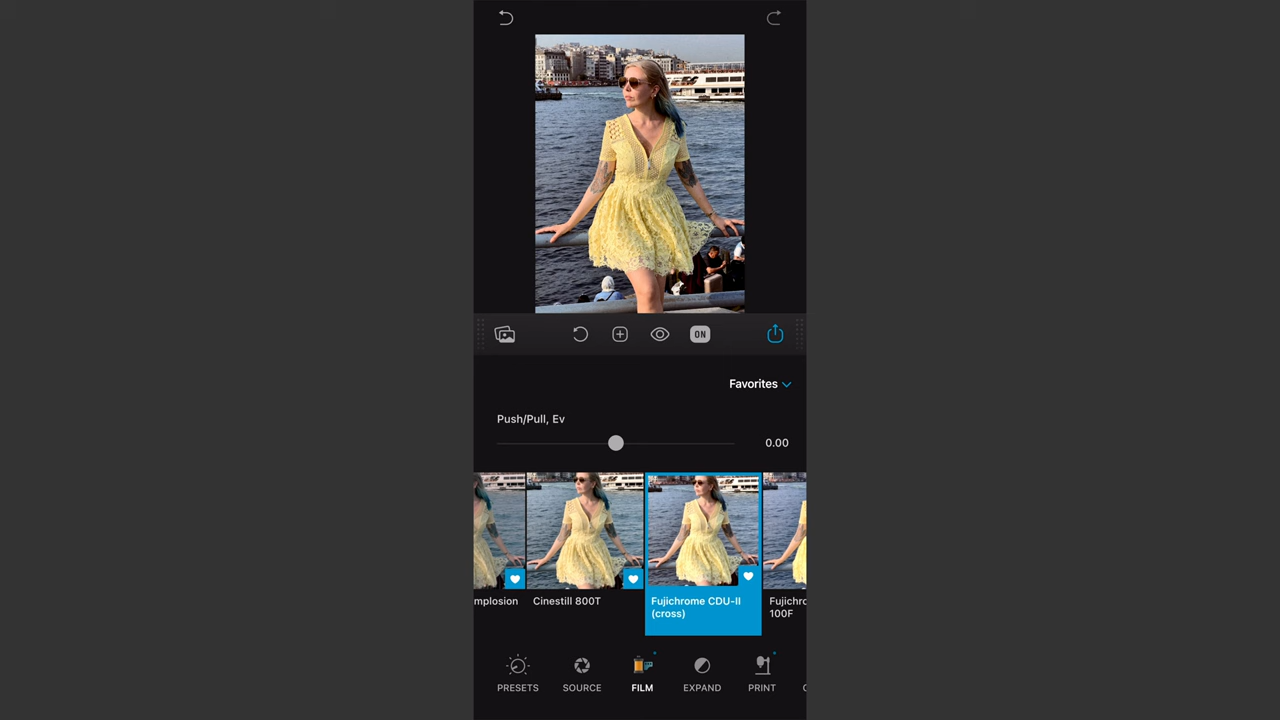 ON
Favorites
Push/Pull, Ev
0.00
mplosion
Cinestill 800T
Fujichrome CDU-II
(cross)
Fujichro
100F
PRESETS
SOURCE
FILM
EXPAND
PRINT